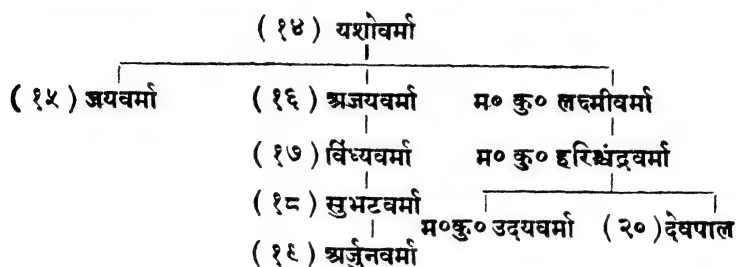 ( १४ ) यशोवर्मा
( १५ ) जयवर्मा ( १६ ) अजयवर्मा म० कु० लक्ष्मीवर्मा
( १७ ) विंध्यवर्मा म० कु० हरिश्चंद्रवर्मा
( १८ ) सुभटवर्मा
म०कु० उदयवर्मा ( २० ) देवपाल
( १९ ) अर्जुनवर्मा